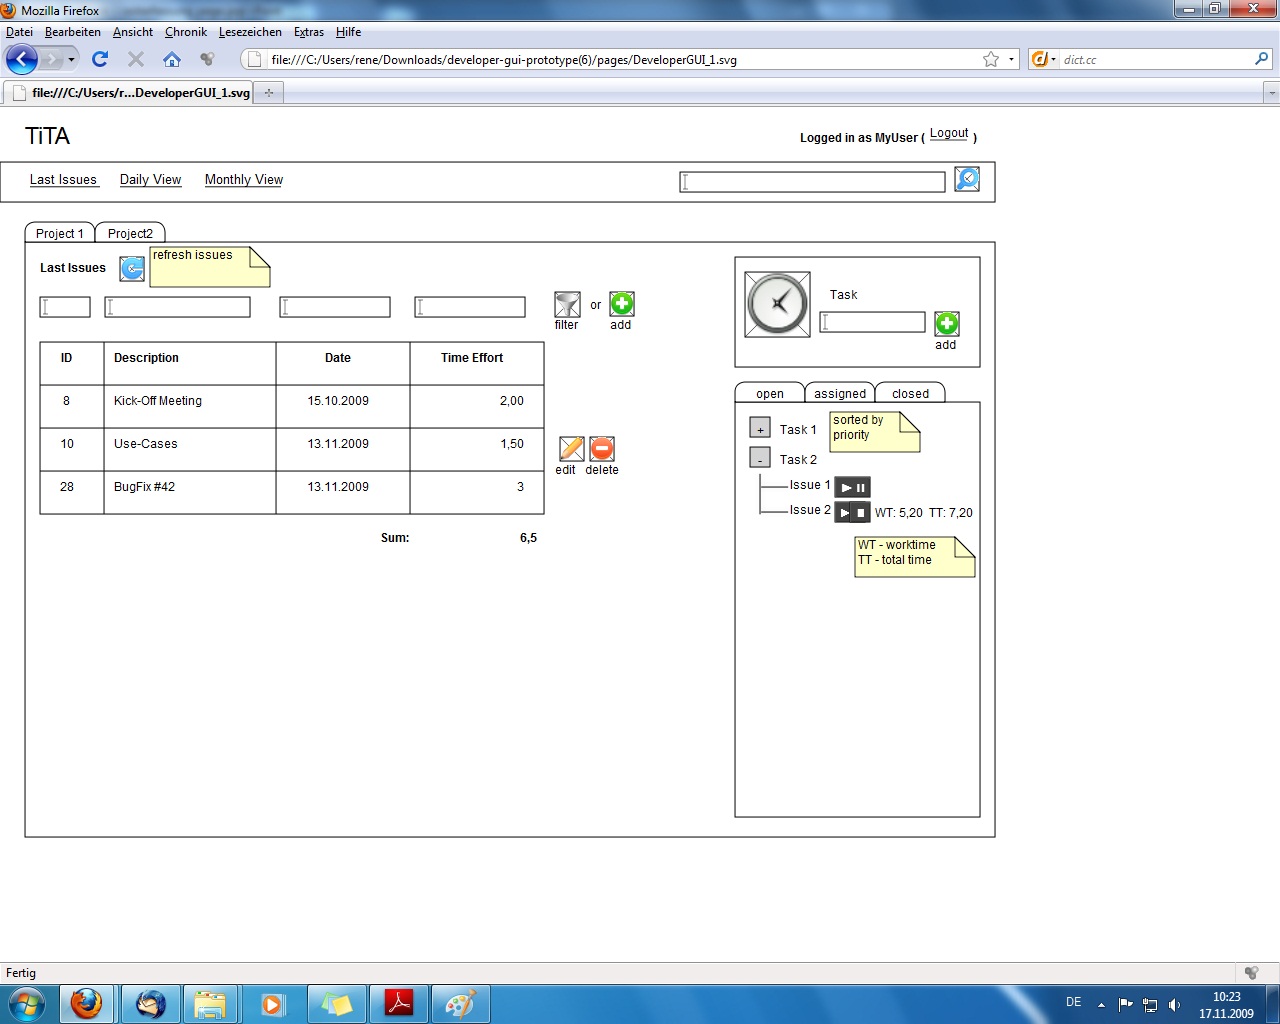 Mozilla Firefox
Datei Bearbeiten Ansicht Chronik Lesezeichen Extras Hilfe
file:///C:/Users/rene/Downloads/developer-gui-prototype(6)/pages/DeveloperGUI_1.svg
dict.cc
file:///C:/Users/r...DeveloperGUI_1.svg
TiTA
Logged in as MyUser ( Logout )
Last Issues Daily View Monthly View
Project 1 Project2
Last Issues
refresh issues
filter or add
ID Description Date Time Effort
8 Kick-Off Meeting 15.10.2009 2,00
10 Use-Cases 13.11.2009 1,50
edit delete
28 BugFix #42 13.11.2009 3
Sum: 6,5
Task
add
open assigned closed
+ Task 1
sorted by
priority
- Task 2
Issue 1
Issue 2 WT: 5,20 TT: 7,20
WT - worktime
TT - total time
Fertig
DE
10:23
17.11.2009